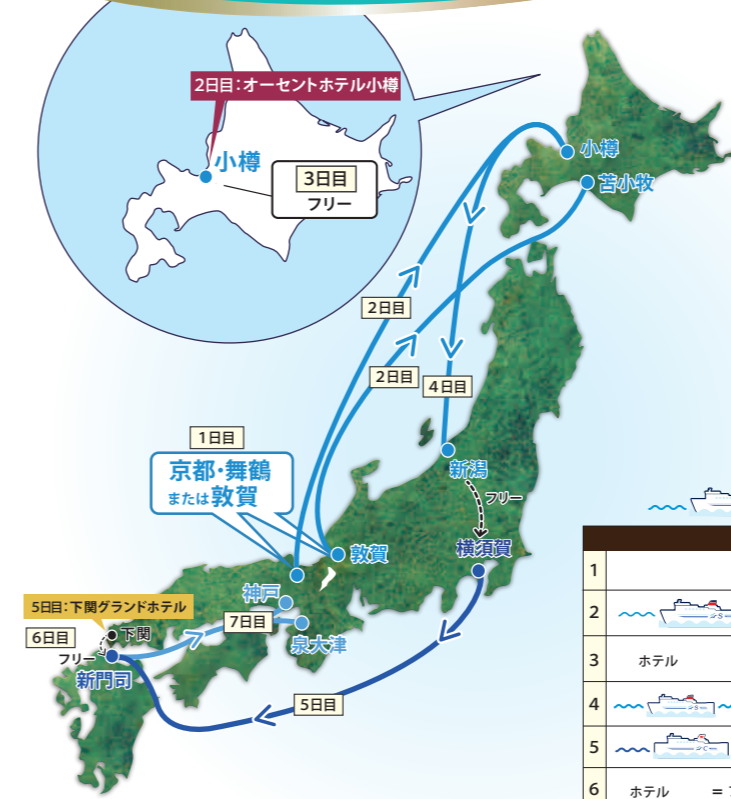 2日目:オーセントホテル小樽
小樽
3日目
フリー
小樽
苫小牧
2日目
2日目
4日目
1日目
京都・舞鶴
または敦賀
新潟
フリー
横須賀
敦賀
神戸
泉大津
5日目:下関グランドホテル
6日目
下関
フリー
新門司
7日目
5日目
1
2
3 ホテル
4
5
6 ホテル =